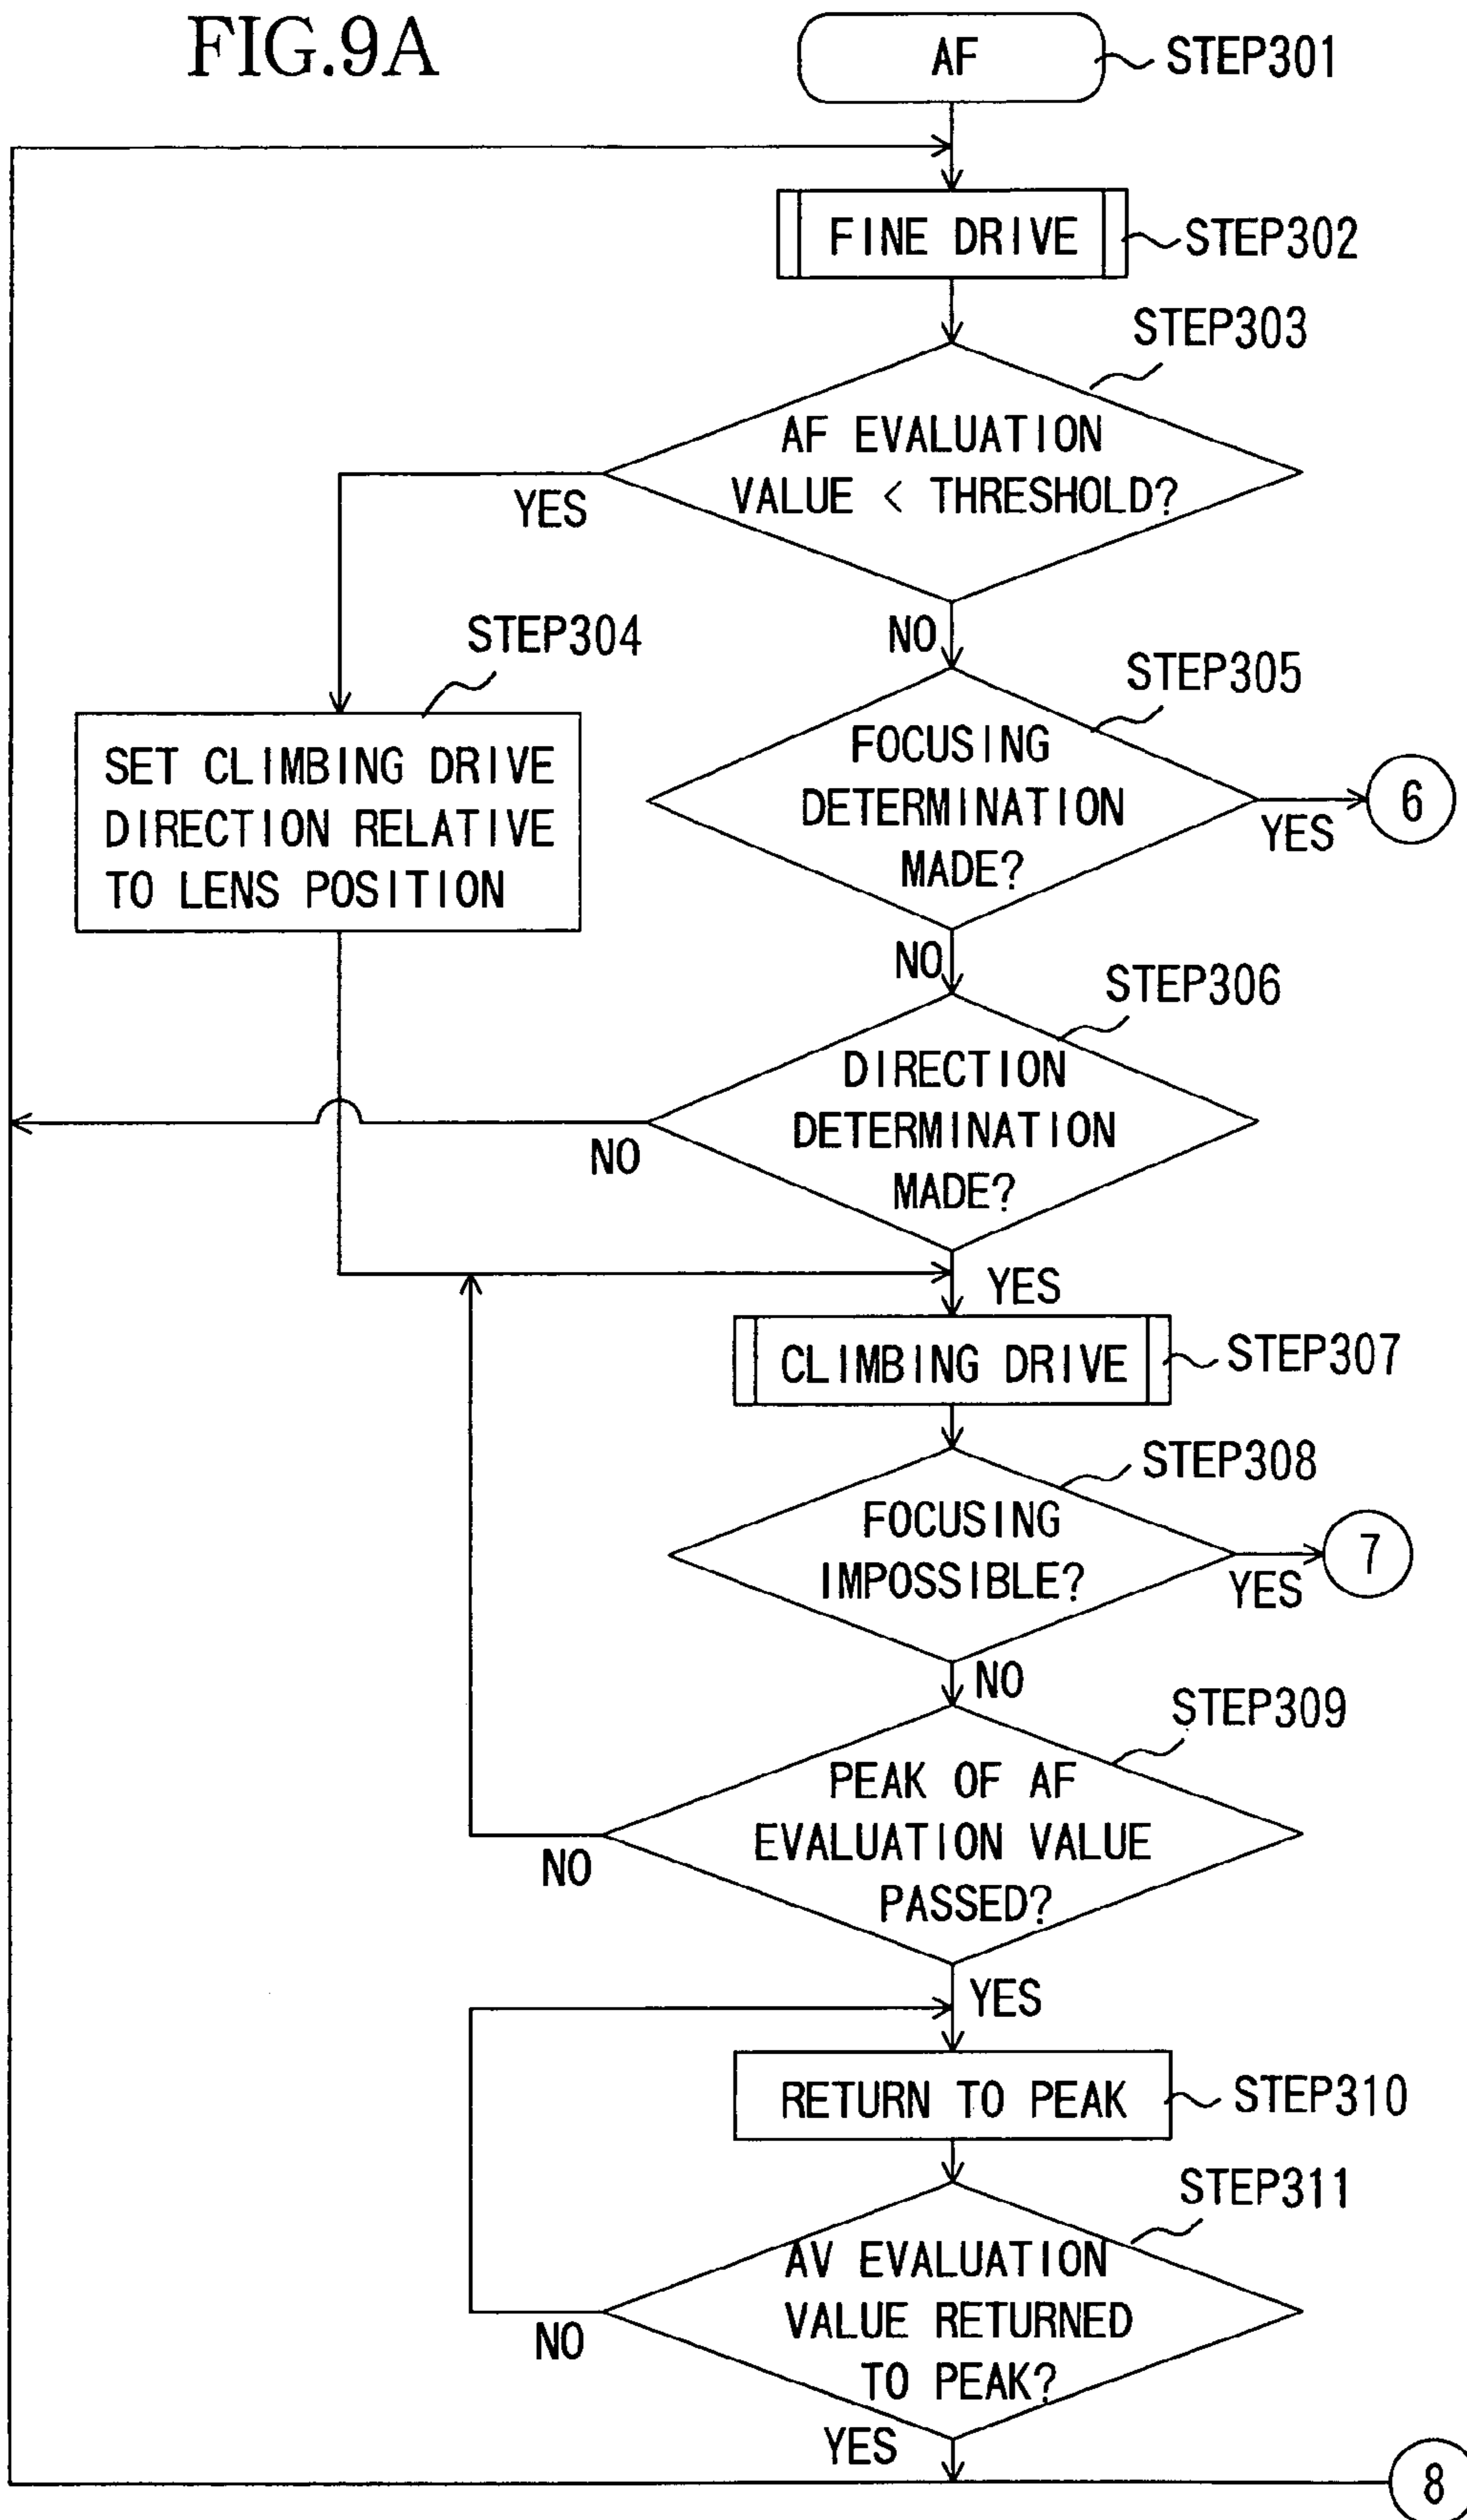 FIG.9A
AF
STEP301
FINE DRIVE
STEP302
STEP303
AF EVALUATION
VALUE < THRESHOLD?
YES
NO
STEP304
SET CLIMBING DRIVE
DIRECTION RELATIVE
TO LENS POSITION
STEP305
FOCUSING
DETERMINATION
MADE?
YES
6
NO
STEP306
DIRECTION
DETERMINATION
MADE?
NO
YES
CLIMBING DRIVE
STEP307
STEP308
FOCUSING
IMPOSSIBLE?
YES
7
NO
STEP309
PEAK OF AF
EVALUATION VALUE
PASSED?
NO
YES
RETURN TO PEAK
STEP310
STEP311
AV EVALUATION
VALUE RETURNED
TO PEAK?
NO
YES
8